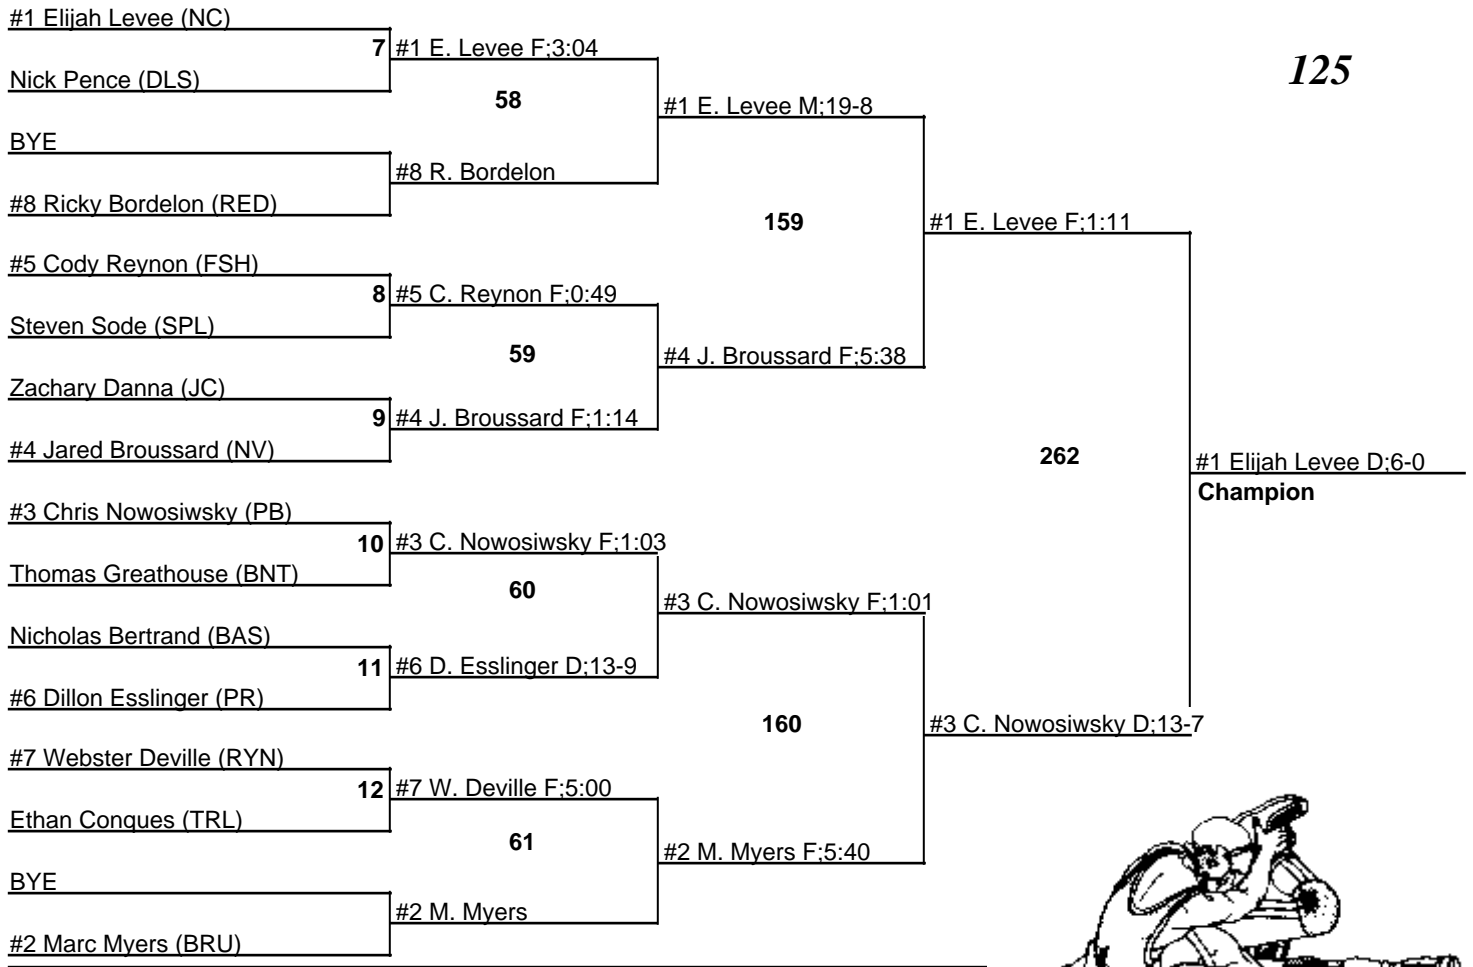 #1 Elijah Levee (NC)
7 #1 E. Levee F;3:04
125
Nick Pence (DLS)
58
#1 E. Levee M;19-8
BYE
#8 R. Bordelon
#8 Ricky Bordelon (RED)
159
#1 E. Levee F;1:11
#5 Cody Reynon (FSH)
8 #5 C. Reynon F;0:49
Steven Sode (SPL)
59
#4 J. Broussard F;5:38
Zachary Danna (JC)
9 #4 J. Broussard F;1:14
#4 Jared Broussard (NV)
262
#1 Elijah Levee D;6-0
Champion
#3 Chris Nowosiwsky (PB)
10 #3 C. Nowosiwsky F;1:03
Thomas Greathouse (BNT)
60
#3 C. Nowosiwsky F;1:01
Nicholas Bertrand (BAS)
11 #6 D. Esslinger D;13-9
#6 Dillon Esslinger (PR)
160
#3 C. Nowosiwsky D;13-7
#7 Webster Deville (RYN)
12 #7 W. Deville F;5:00
Ethan Conques (TRL)
61
#2 M. Myers F;5:40
BYE
#2 M. Myers
#2 Marc Myers (BRU)